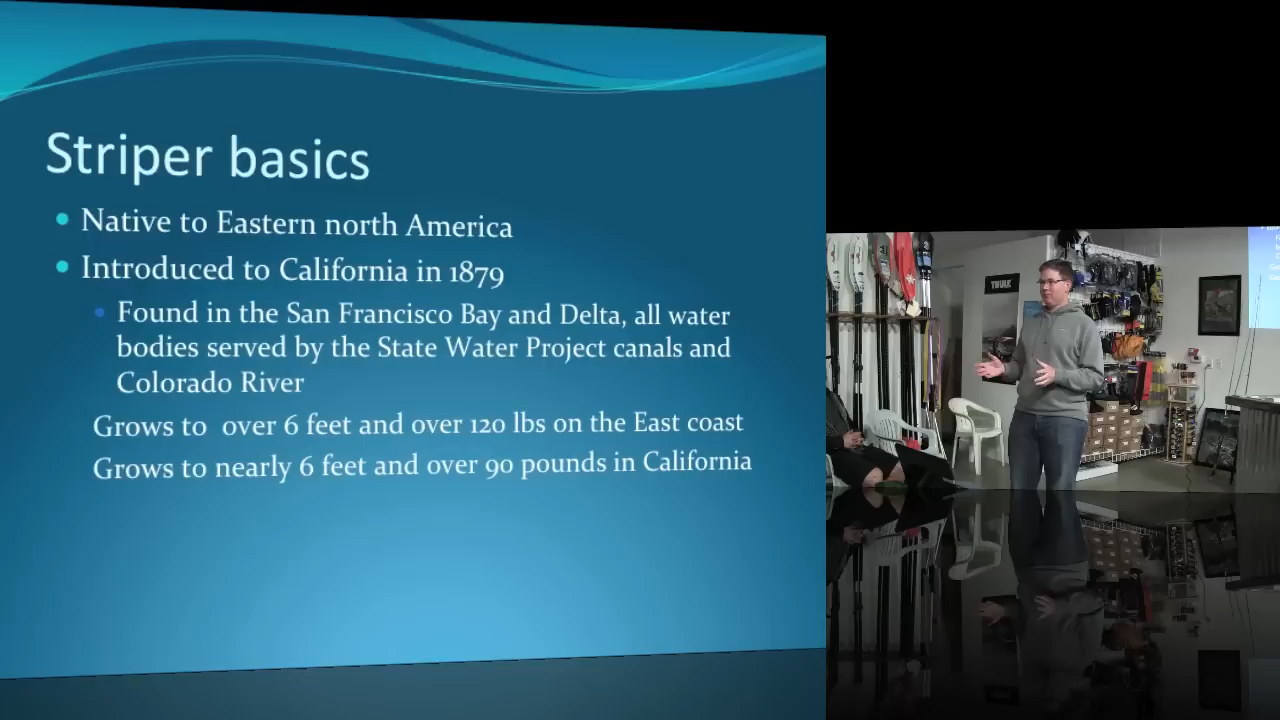 Striper basics
Native to Eastern north America
Introduced to California in 1879
Found in the San Francisco Bay and Delta, all water
bodies served by the State Water Project canals and
Colorado River
Grows to over 6 feet and over 120 lbs on the East coast
Grows to nearly 6 feet and over 90 pounds in California
THULE